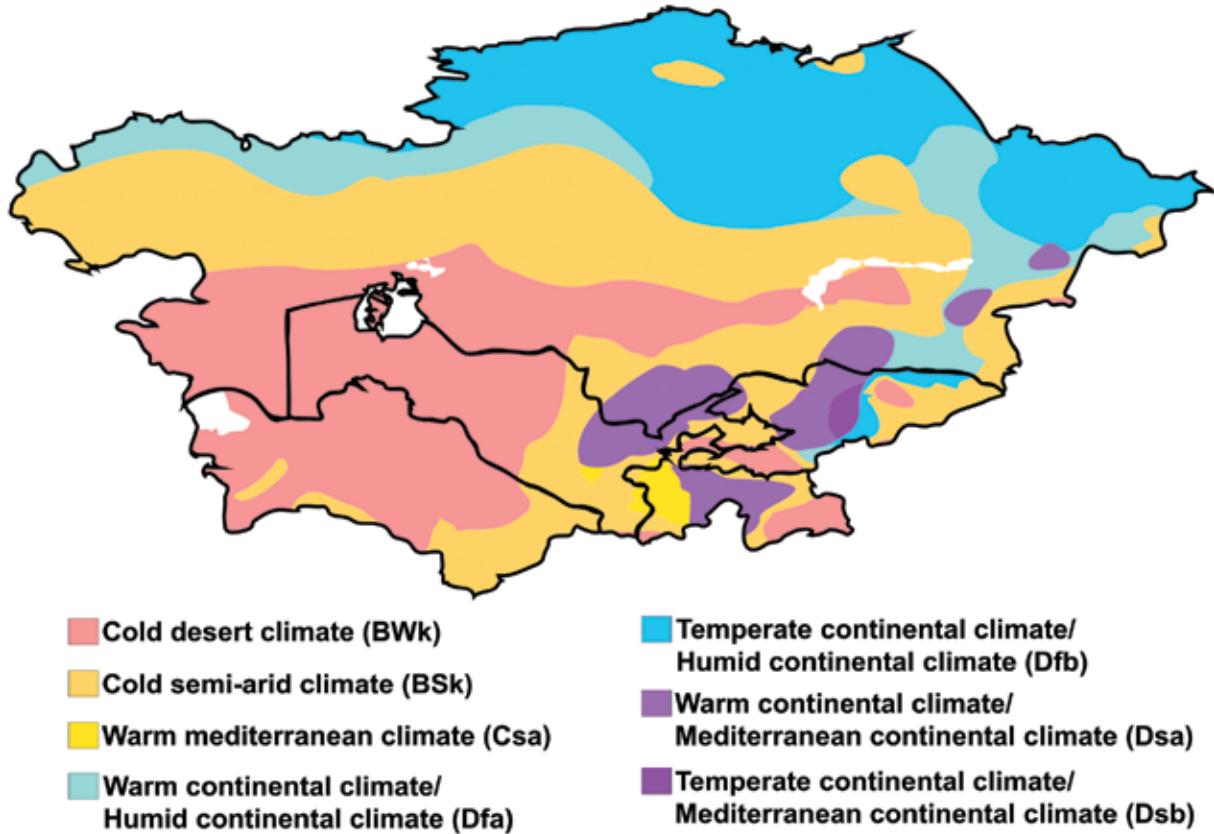 Cold desert climate (BWk)
Cold semi-arid climate (BSk)
Warm mediterranean climate (Csa)
Warm continental climate/
Humid continental climate (Dfa)
Temperate continental climate/
Humid continental climate (Dfb)
Warm continental climate/
Mediterranean continental climate (Dsa)
Temperate continental climate/
Mediterranean continental climate (Dsb)